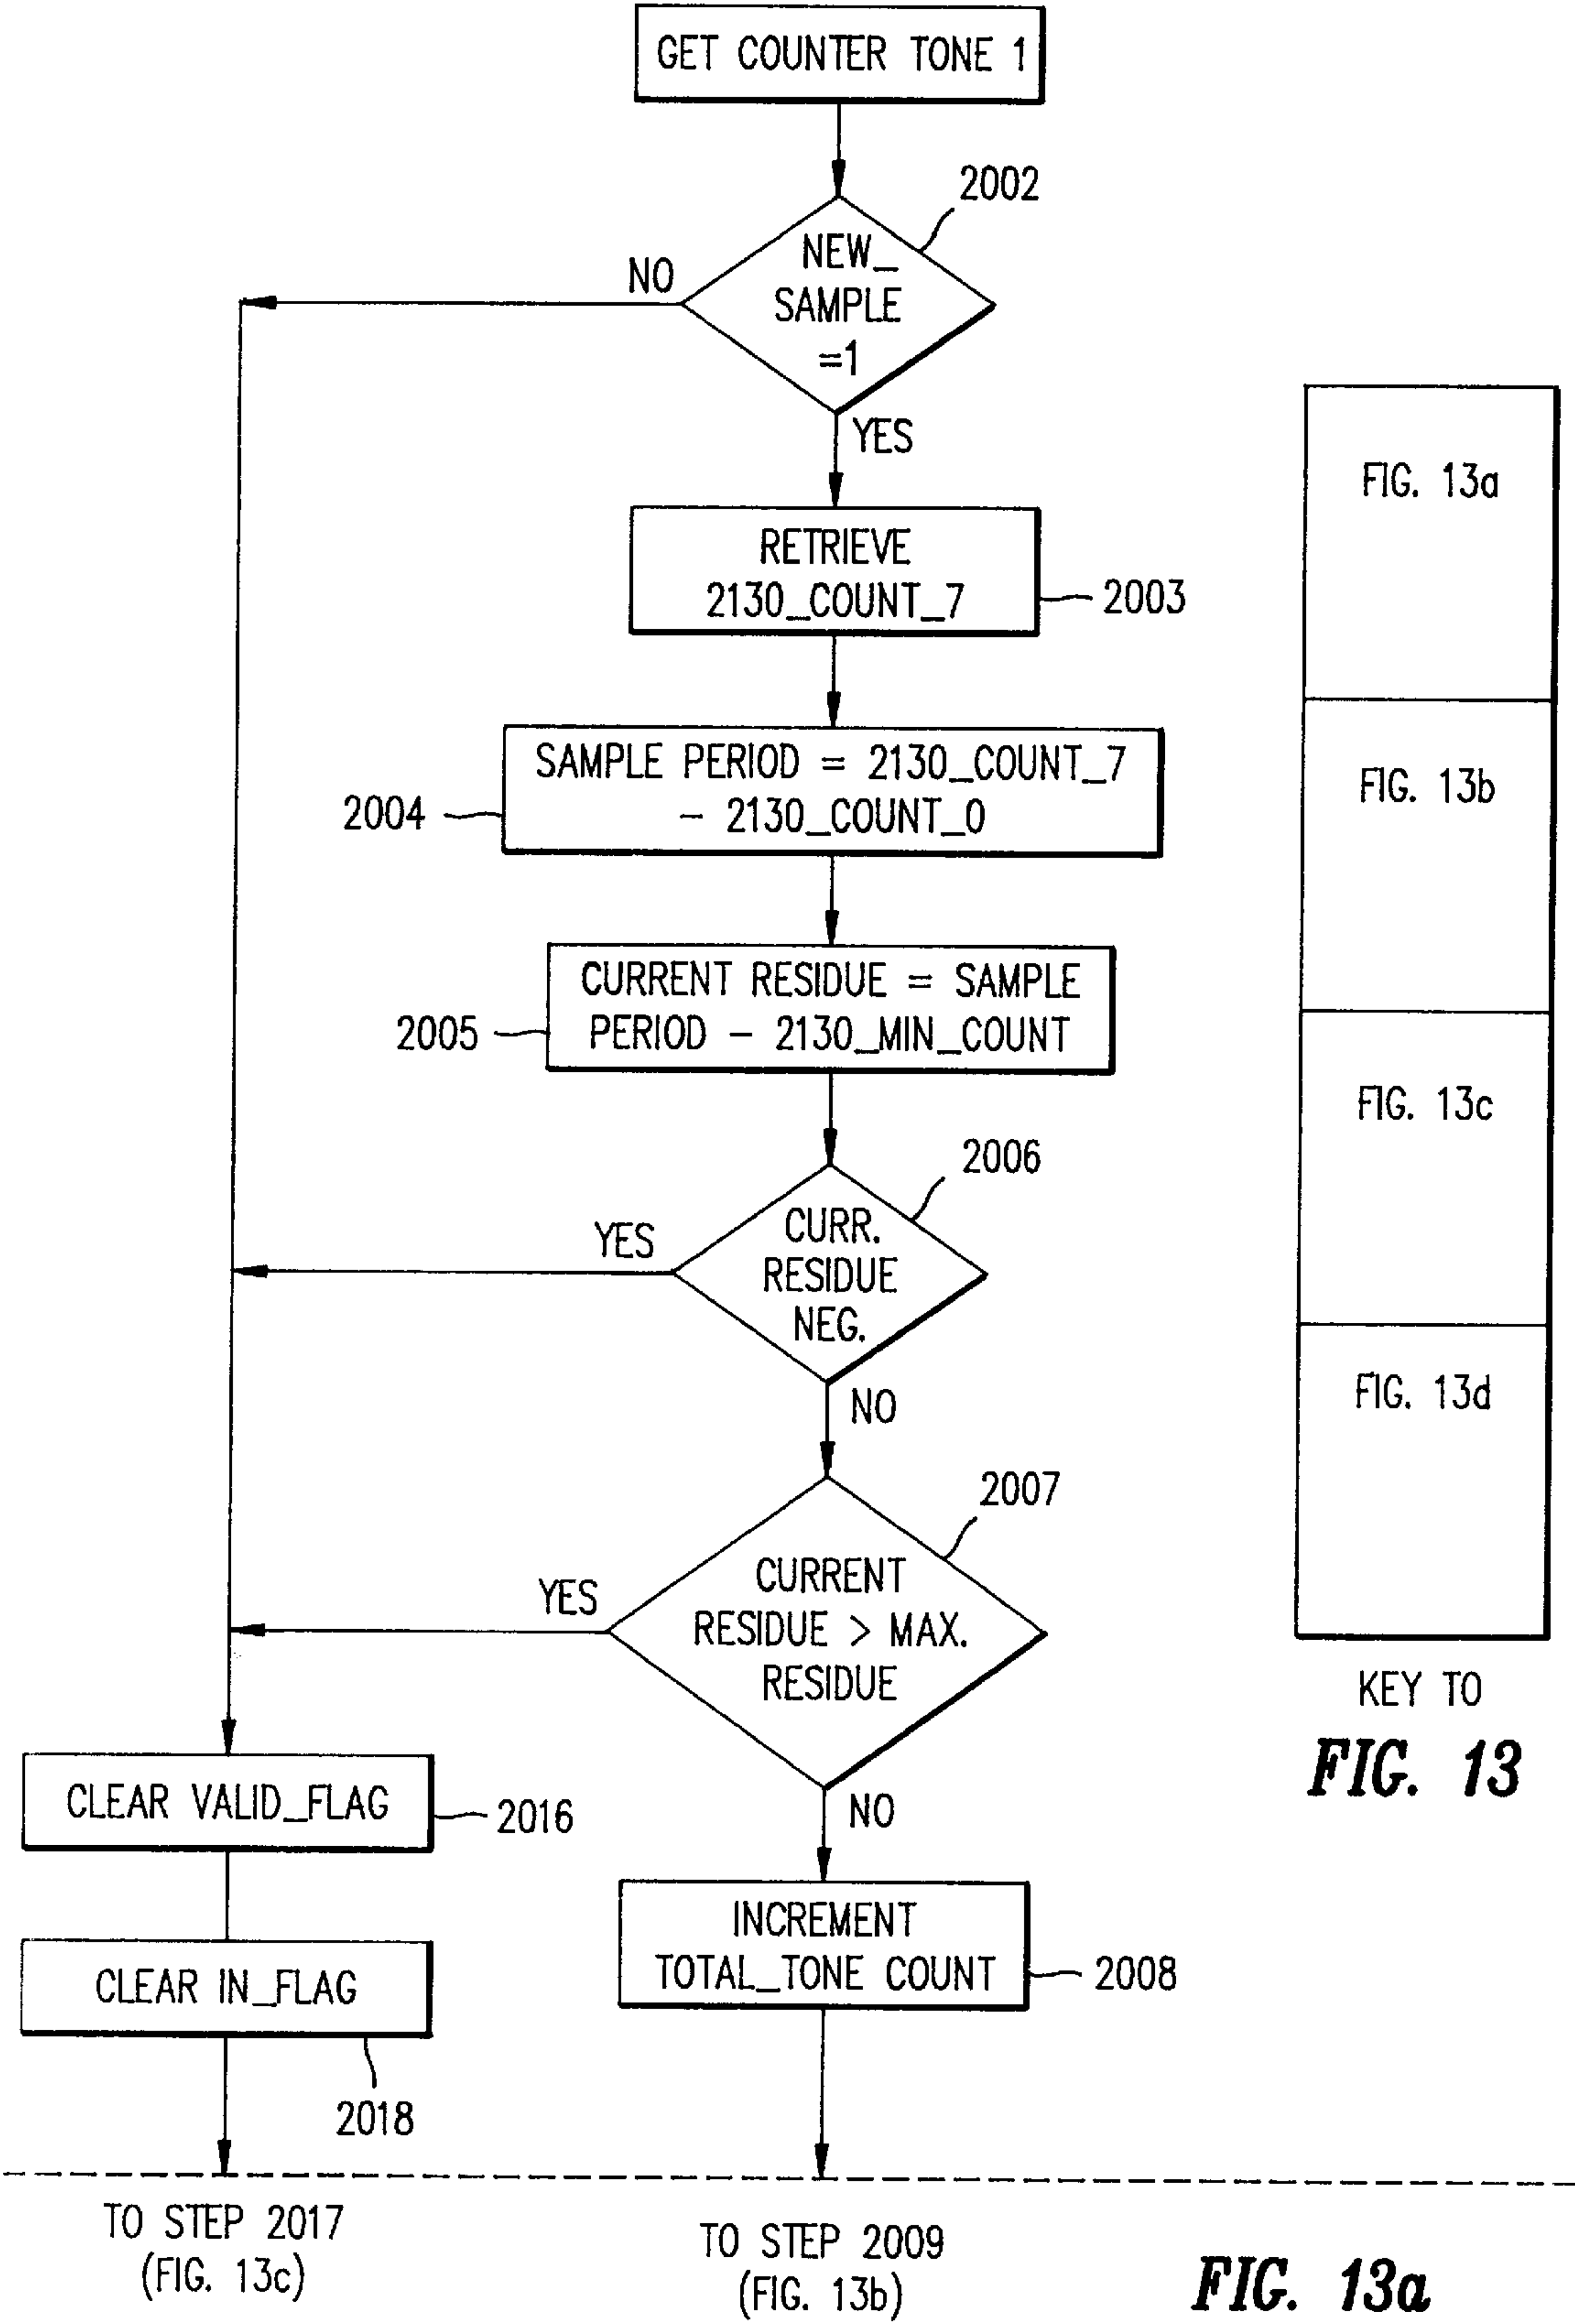 GET COUNTER TONE 1
2002
NEW_
SAMPLE
=1
NO
YES
RETRIEVE
2130_COUNT_7
2003
SAMPLE PERIOD = 2130_COUNT_7
- 2130_COUNT_0
2004
CURRENT RESIDUE = SAMPLE
PERIOD - 2130_MIN_COUNT
2005
2006
CURR.
RESIDUE
NEG.
YES
NO
2007
CURRENT
RESIDUE > MAX.
RESIDUE
YES
NO
CLEAR VALID_FLAG
2016
CLEAR IN_FLAG
2018
INCREMENT
TOTAL_TONE COUNT
2008
TO STEP 2017
(FIG. 13c)
TO STEP 2009
(FIG. 13b)
FIG. 13a
FIG. 13b
FIG. 13c
FIG. 13d
KEY TO
FIG. 13
FIG. 13a